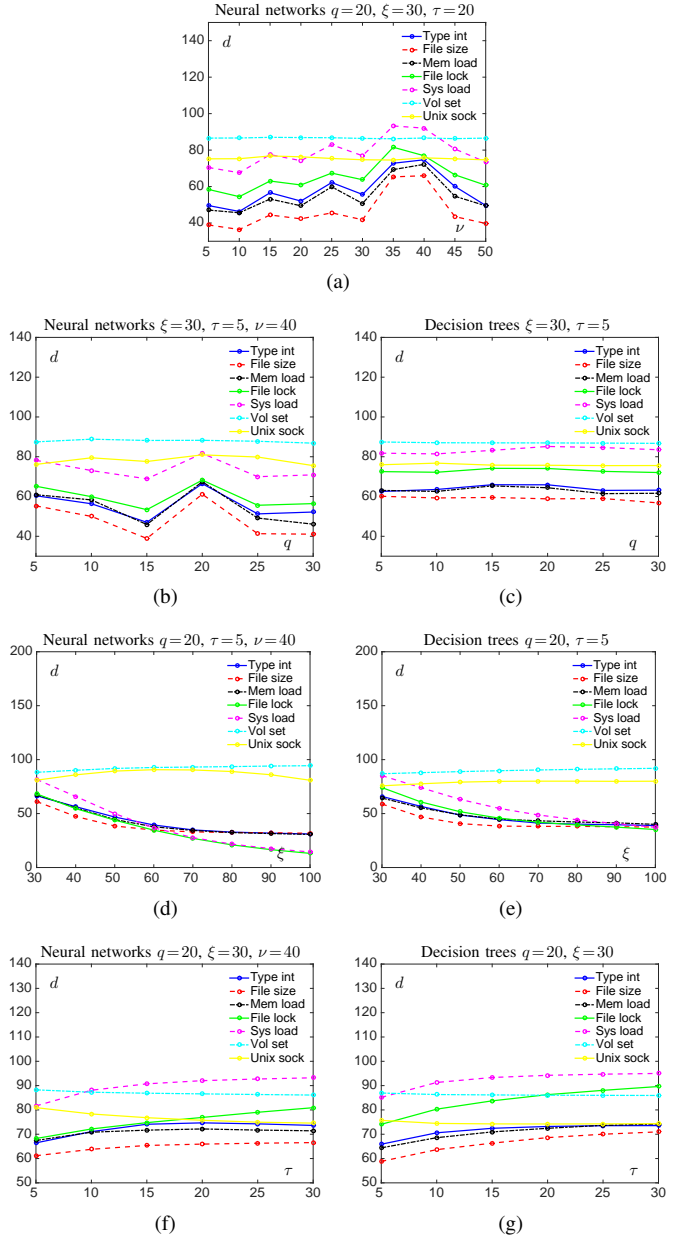 Neural networks q=20, ξ=30, τ=20
140
120
100
80
60
40
d
Type int
File size
Mem load
File lock
Sys load
Vol set
Unix sock
ν
5 10 15 20 25 30 35 40 45 50
(a)
Neural networks ξ=30, τ=5, ν=40
140
120
100
80
60
40
d
Type int
File size
Mem load
File lock
Sys load
Vol set
Unix sock
q
5 10 15 20 25 30
(b)
Decision trees ξ=30, τ=5
140
120
100
80
60
40
d
Type int
File size
Mem load
File lock
Sys load
Vol set
Unix sock
q
5 10 15 20 25 30
(c)
Neural networks q=20, τ=5, ν=40
200
150
100
50
0
d
Type int
File size
Mem load
File lock
Sys load
Vol set
Unix sock
ξ
30 40 50 60 70 80 90 100
(d)
Decision trees q=20, τ=5
200
150
100
50
0
d
Type int
File size
Mem load
File lock
Sys load
Vol set
Unix sock
ξ
30 40 50 60 70 80 90 100
(e)
Neural networks q=20, ξ=30, ν=40
140
130
120
110
100
90
80
70
60
50
d
Type int
File size
Mem load
File lock
Sys load
Vol set
Unix sock
τ
5 10 15 20 25 30
(f)
Decision trees q=20, ξ=30
140
130
120
110
100
90
80
70
60
50
d
Type int
File size
Mem load
File lock
Sys load
Vol set
Unix sock
τ
5 10 15 20 25 30
(g)